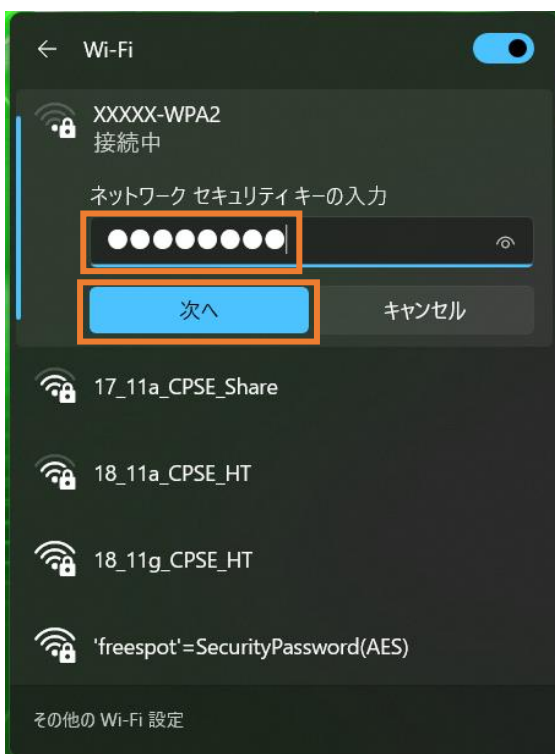 Wi-Fi
XXXXX-WPA2
接続中
ネットワーク セキュリティ キーの入力
●●●●●●●●
次へ
キャンセル
17_11a_CPSE_Share
18_11a_CPSE_HT
18_11g_CPSE_HT
'freespot'=SecurityPassword(AES)
その他の Wi-Fi 設定